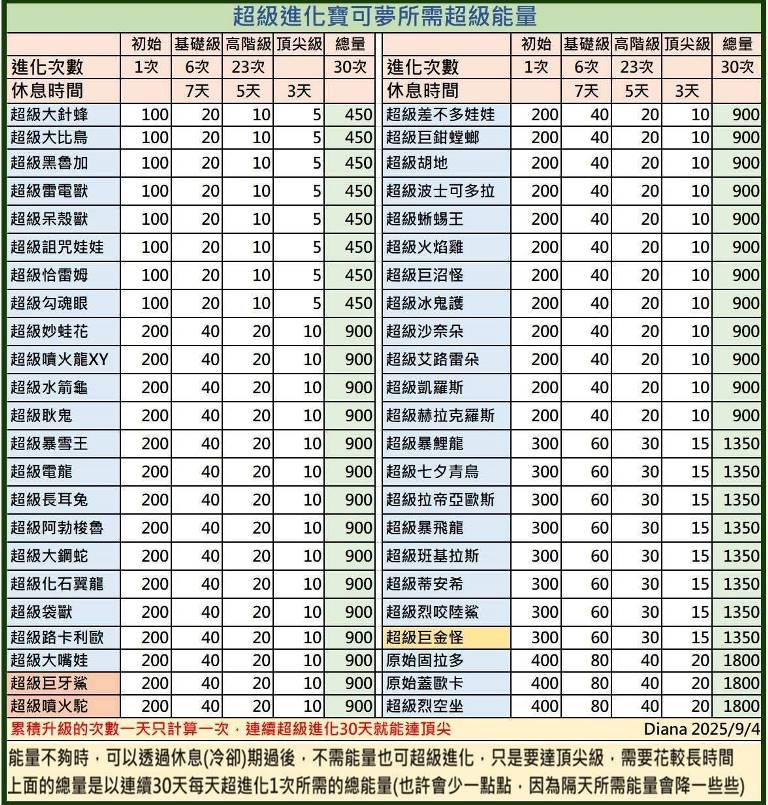 超級進化寶可夢所需超級能量
初始 基礎級 高階級 頂尖級 總量 初始 基礎級 高階級 頂尖級 總量
進化次數 1次 6次 23次 30次 進化次數 1次 6次 23次 30次
休息時間 7天 5天 3天 休息時間 7天 5天 3天
超級大針蜂 100 20 10 5 450 超級差不多娃娃 200 40 20 10 900
超級大比鳥 100 20 10 5 450 超級巨鉗螳螂 200 40 20 10 900
超級黑魯加 100 20 10 5 450 超級胡地 200 40 20 10 900
超級雷電獸 100 20 10 5 450 超級波士可多拉 200 40 20 10 900
超級呆殼獸 100 20 10 5 450 超級蜥蜴王 200 40 20 10 900
超級詛咒娃娃 100 20 10 5 450 超級火焰雞 200 40 20 10 900
超級恰雷姆 100 20 10 5 450 超級巨沼怪 200 40 20 10 900
超級勾魂眼 100 20 10 5 450 超級冰鬼護 200 40 20 10 900
超級妙蛙花 200 40 20 10 900 超級沙奈朵 200 40 20 10 900
超級噴火龍XY 200 40 20 10 900 超級艾路雷朵 200 40 20 10 900
超級水箭龜 200 40 20 10 900 超級凱羅斯 200 40 20 10 900
超級耿鬼 200 40 20 10 900 超級赫拉克羅斯 200 40 20 10 900
超級暴雪王 200 40 20 10 900 超級暴鯉龍 300 60 30 15 1350
超級電龍 200 40 20 10 900 超級七夕青鳥 300 60 30 15 1350
超級長耳兔 200 40 20 10 900 超級拉帝亞歐斯 300 60 30 15 1350
超級阿勃梭魯 200 40 20 10 900 超級暴飛龍 300 60 30 15 1350
超級大鋼蛇 200 40 20 10 900 超級班基拉斯 300 60 30 15 1350
超級化石翼龍 200 40 20 10 900 超級蒂安希 300 60 30 15 1350
超級袋獸 200 40 20 10 900 超級烈咬陸鯊 300 60 30 15 1350
超級路卡利歐 200 40 20 10 900 超級巨金怪 300 60 30 15 1350
超級大嘴娃 200 40 20 10 900 原始固拉多 400 80 40 20 1800
超級巨牙鯊 200 40 20 10 900 原始蓋歐卡 400 80 40 20 1800
超級噴火駝 200 40 20 10 900 超級烈空坐 400 80 40 20 1800
累積升級的次數一天只計算一次，連續超級進化30天就能達頂尖 Diana 2025/9/4
能量不夠時，可以透過休息(冷卻)期過後，不需能量也可超級進化，只是要達頂尖級，需要花較長時間
上面的總量是以連續30天每天超進化1次所需的總能量(也許會少一點點，因為隔天所需能量會降一些些)